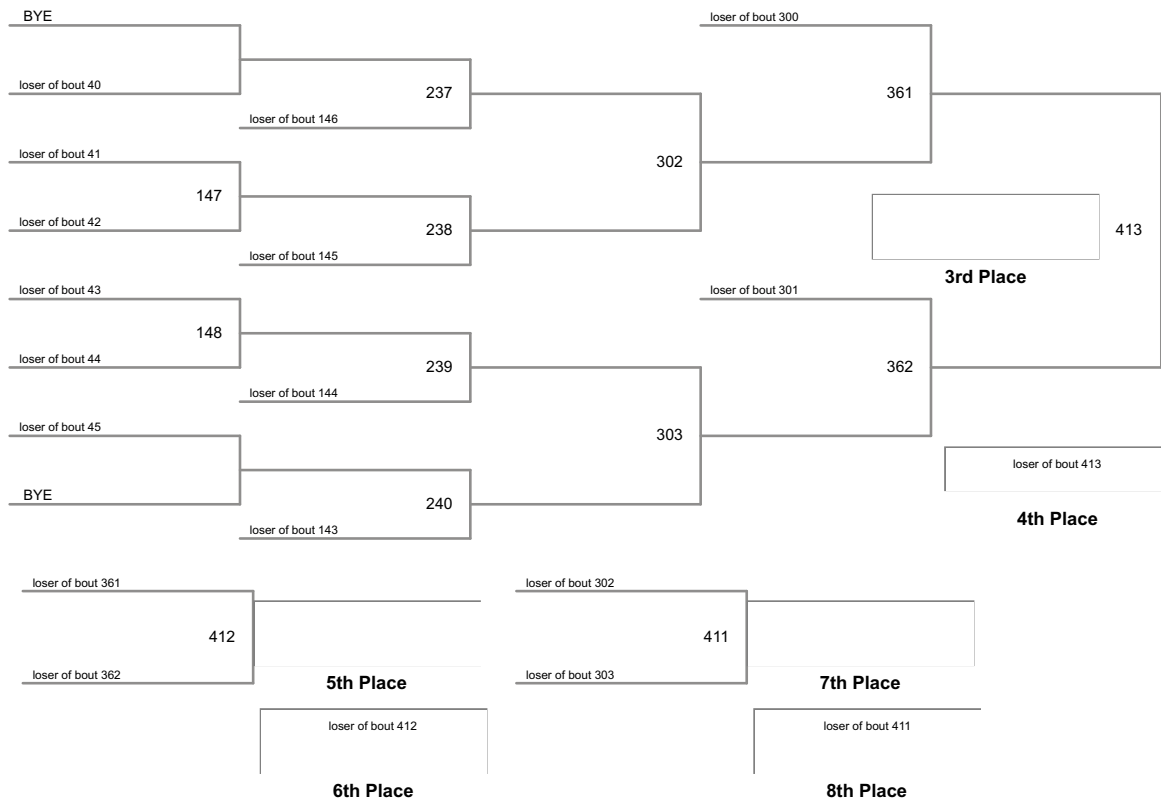 BYE
loser of bout 300
loser of bout 40
237
361
loser of bout 146
loser of bout 41
302
147
loser of bout 42
238
413
loser of bout 145
3rd Place
loser of bout 43
loser of bout 301
148
loser of bout 44
239
362
loser of bout 144
loser of bout 45
303
loser of bout 413
BYE
240
4th Place
loser of bout 143
loser of bout 361
loser of bout 302
412
411
loser of bout 362
5th Place
loser of bout 303
7th Place
loser of bout 412
loser of bout 411
6th Place
8th Place